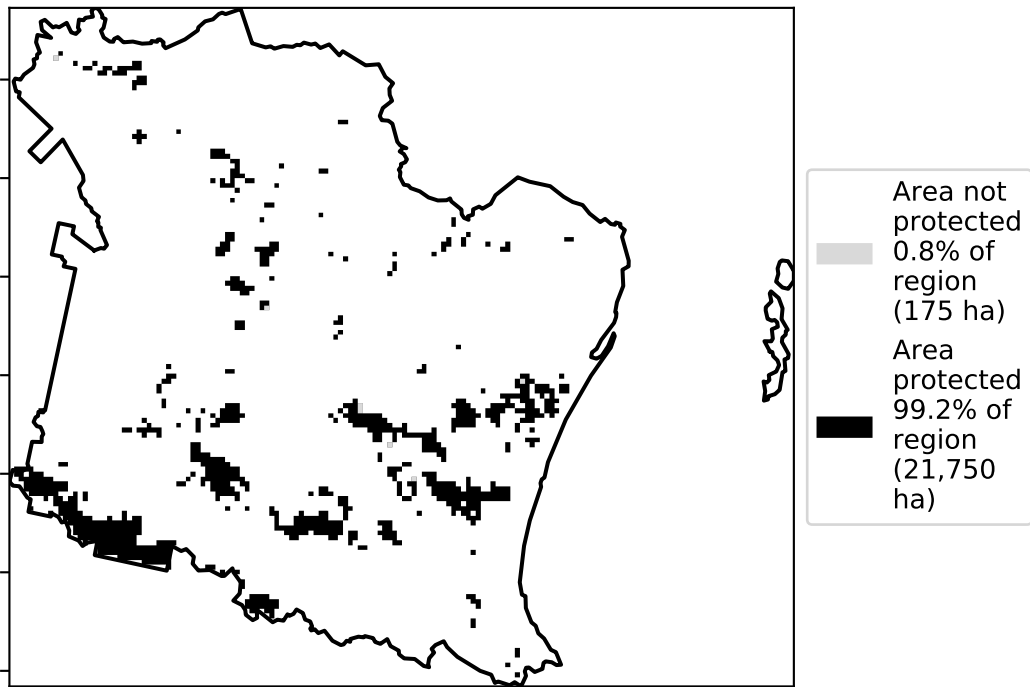 Area not
protected
0.8% of
region
(175 ha)
Area
protected
99.2% of
region
(21,750
ha)